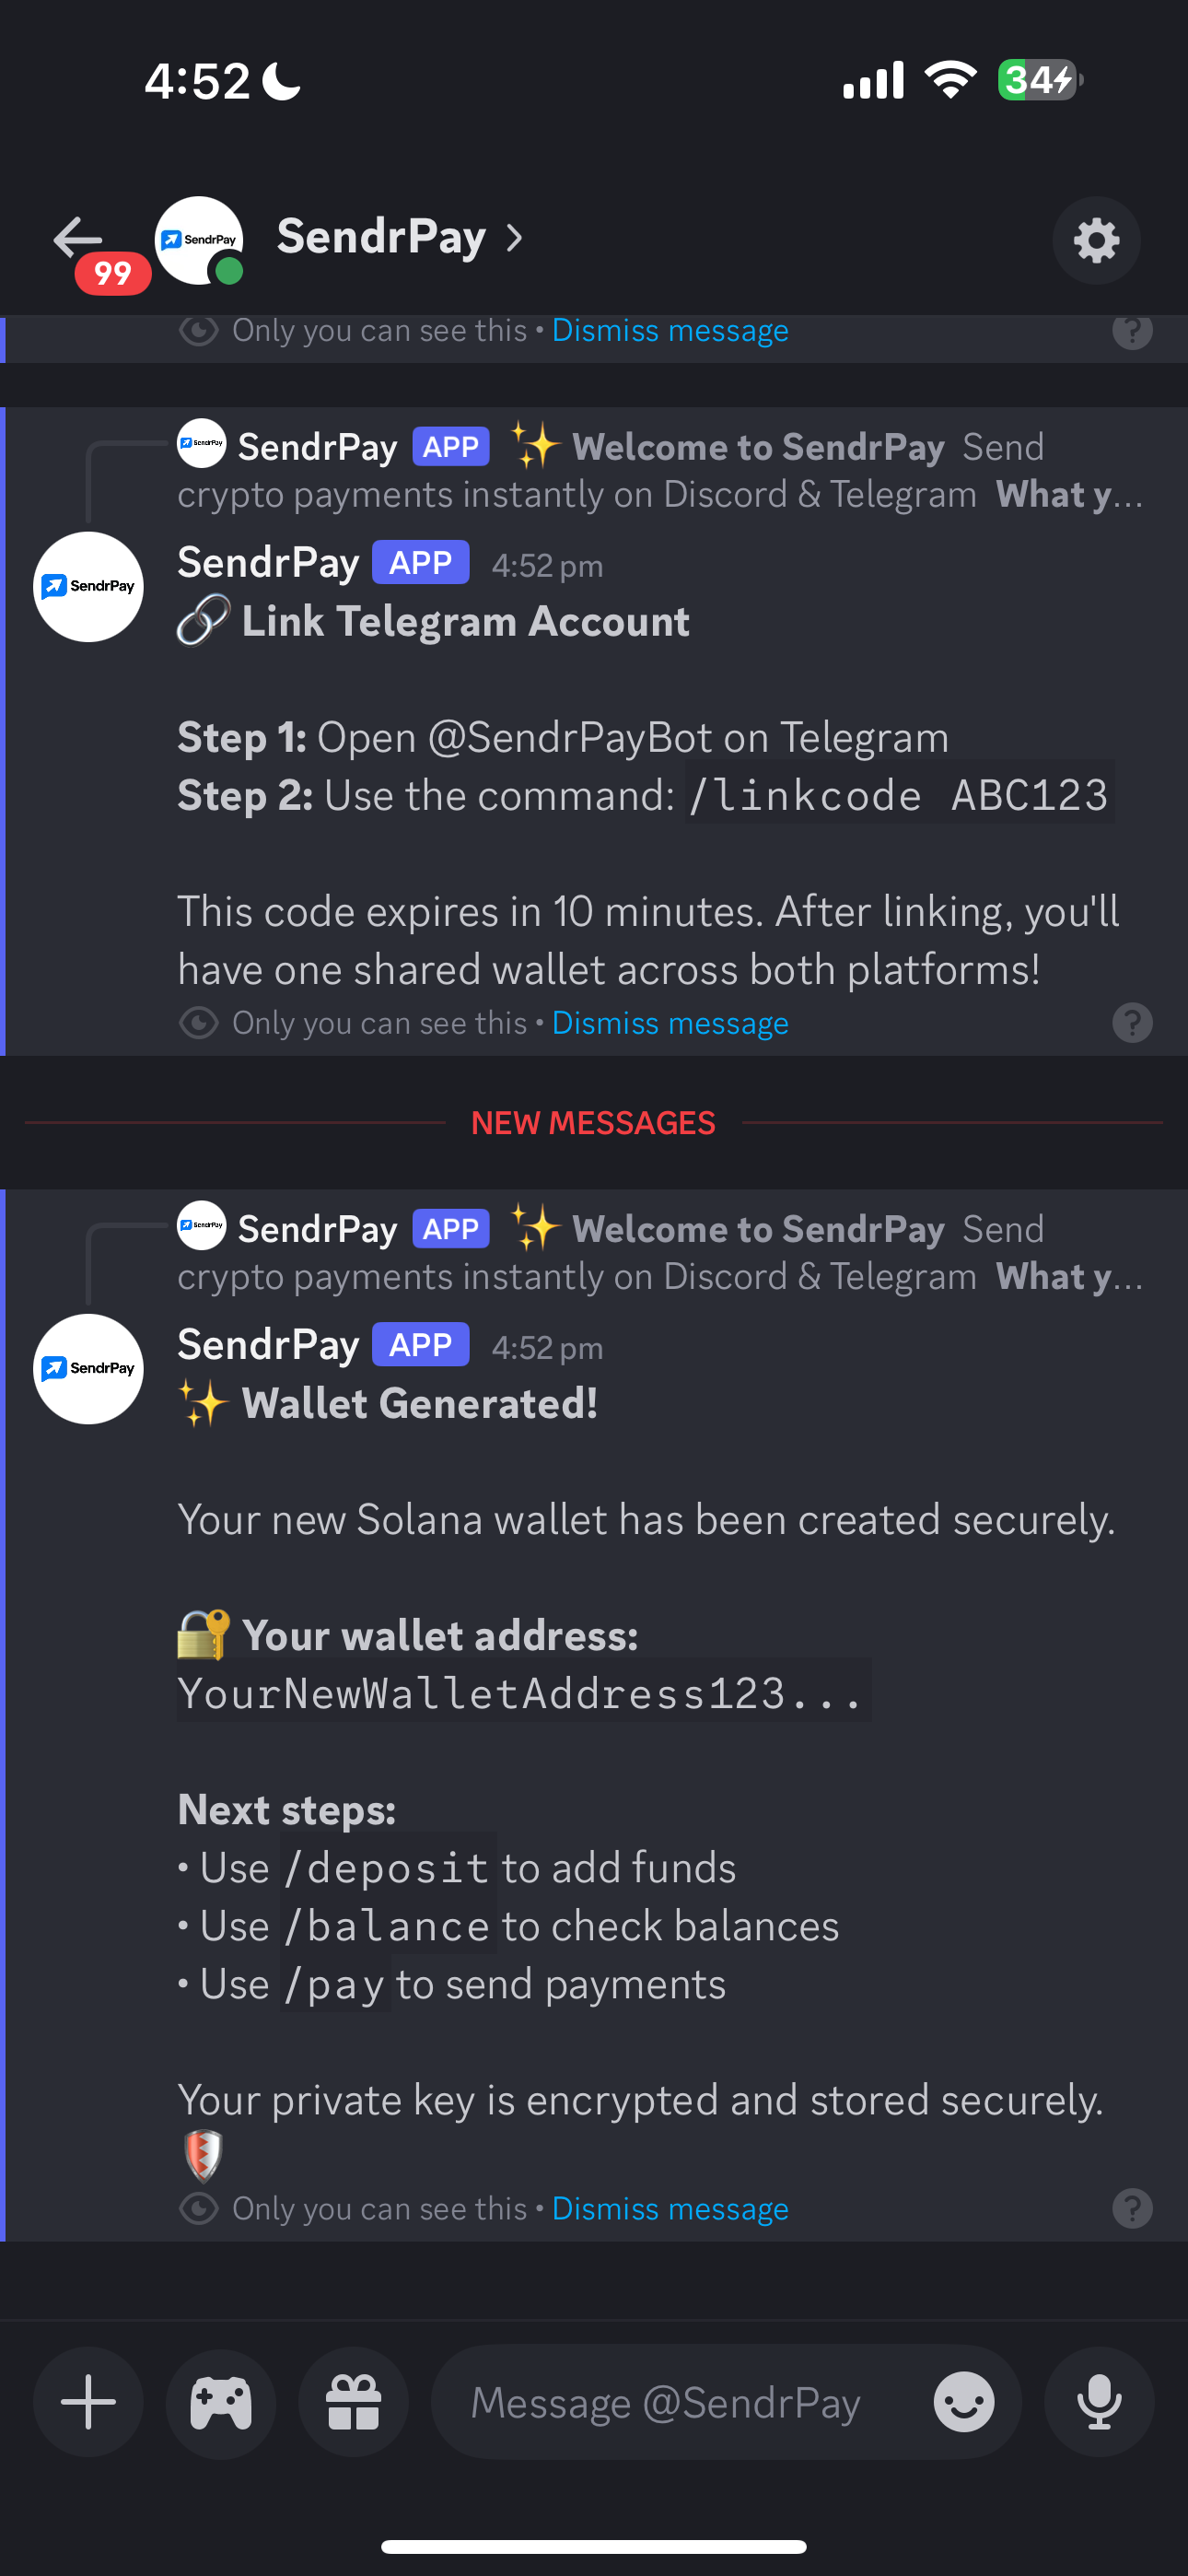 4:52
34
99
SendrPay
SendrPay
Only you can see this • Dismiss message
?
SendrPay
SendrPay APP ✨ Welcome to SendrPay Send
crypto payments instantly on Discord & Telegram What y...
SendrPay
SendrPay APP 4:52 pm
🔗 Link Telegram Account
Step 1: Open @SendrPayBot on Telegram
Step 2: Use the command: /linkcode ABC123
This code expires in 10 minutes. After linking, you'll
have one shared wallet across both platforms!
Only you can see this • Dismiss message
?
NEW MESSAGES
SendrPay
SendrPay APP ✨ Welcome to SendrPay Send
crypto payments instantly on Discord & Telegram What y...
SendrPay
SendrPay APP 4:52 pm
✨ Wallet Generated!
Your new Solana wallet has been created securely.
🔐 Your wallet address:
YourNewWalletAddress123...
Next steps:
• Use /deposit to add funds
• Use /balance to check balances
• Use /pay to send payments
Your private key is encrypted and stored securely.
🛡️
Only you can see this • Dismiss message
?
Message @SendrPay